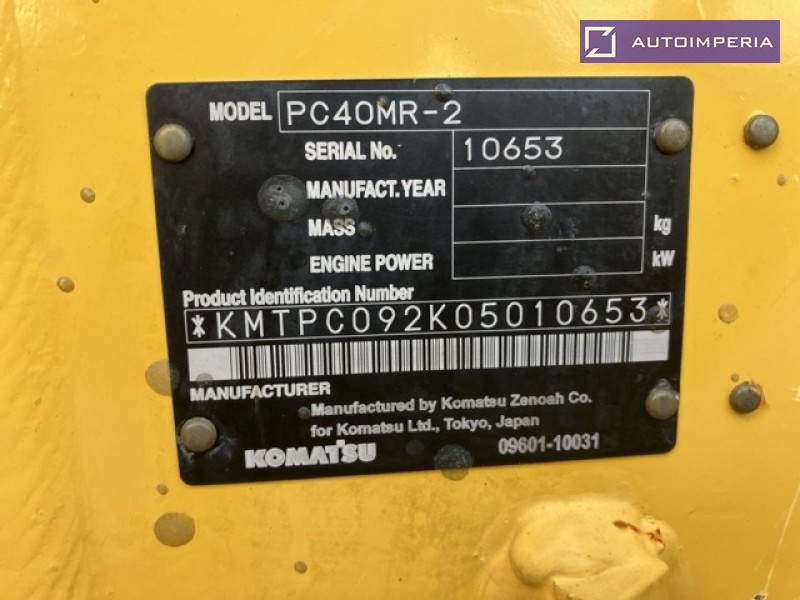 AUTOIMPERIA
MODEL PC40MR-2
SERIAL No. 10653
MANUFACT. YEAR
MASS kg
ENGINE POWER kW
Product Identification Number
*KMTPC092K05010653*
MANUFACTURER
Manufactured by Komatsu Zenoah Co.
for Komatsu Ltd., Tokyo, Japan
KOMATSU 09601-10031